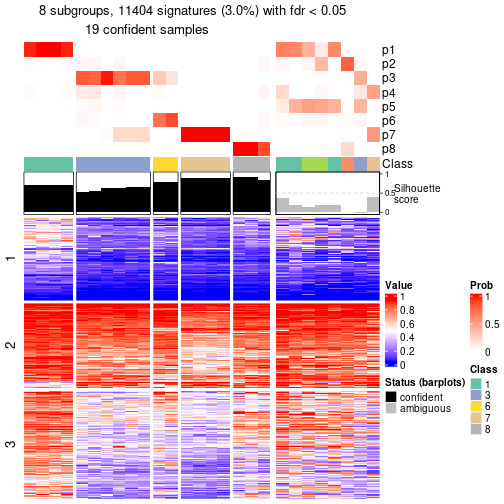 8 subgroups, 11404 signatures (3.0%) with fdr < 0.05
19 confident samples
p1
p2
p3
p4
p5
p6
p7
p8
Class
1
0.5
0
Silhouette
score
1
2
3
Value
1
0.8
0.6
0.4
0.2
0
Status (barplots)
confident
ambiguous
Prob
1
0.5
0
Class
1
3
6
7
8